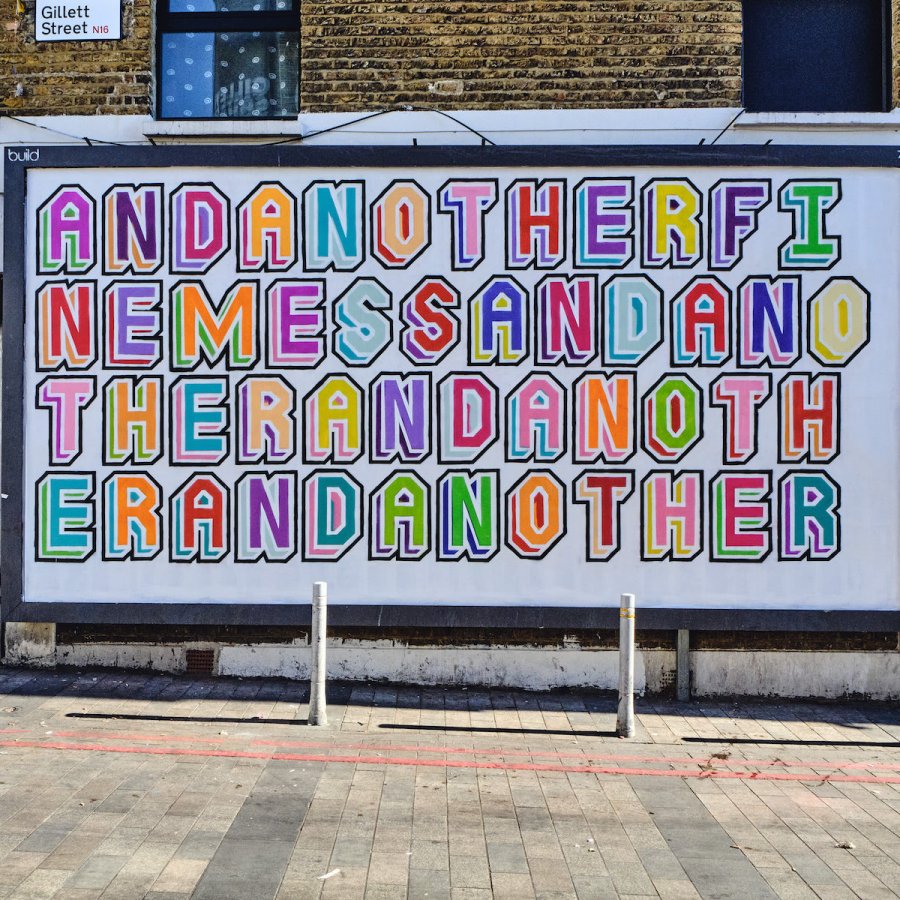 Gillett
Street N16
build
ANDANOTHERFI
NEMESSANDANO
THERANDANOTH
ERANDANOTHER